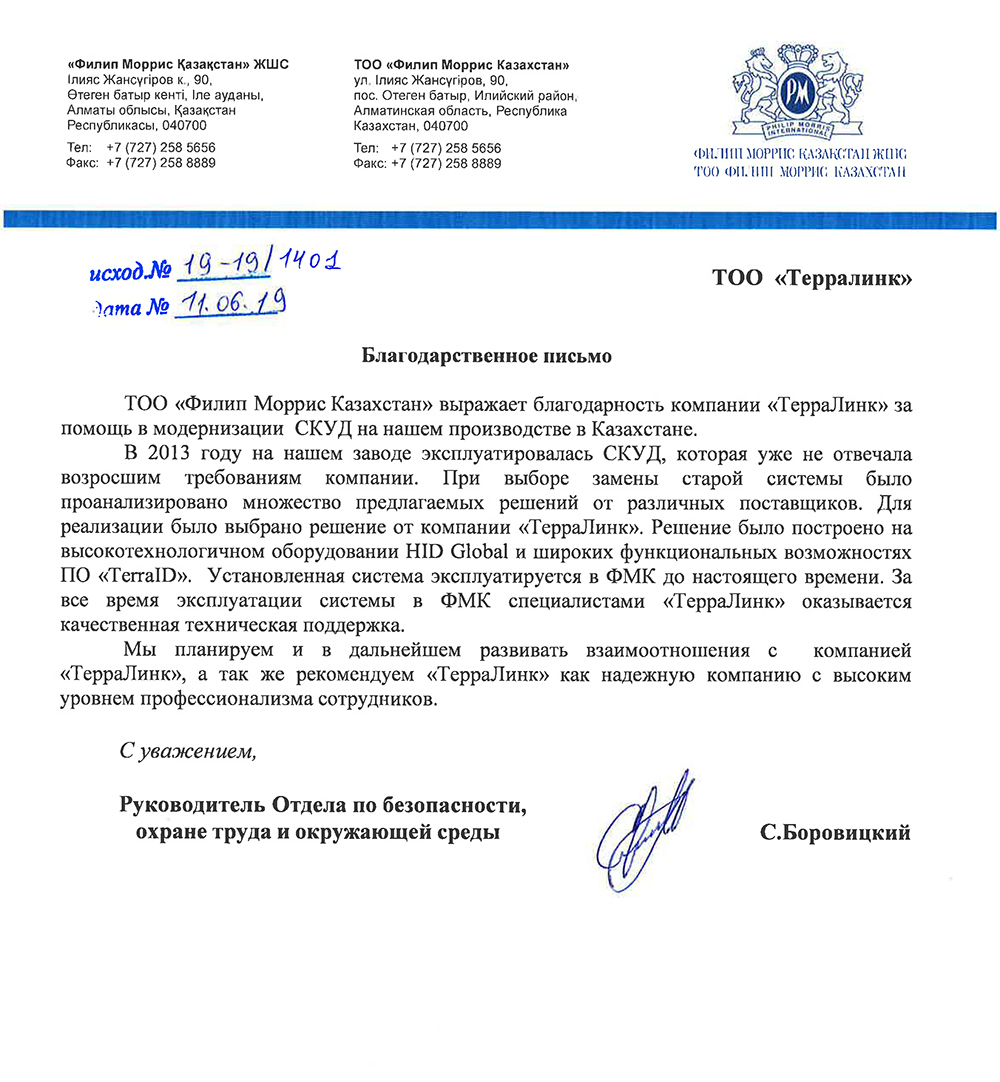 «Филип Моррис Қазақстан» ЖШС
Ілияс Жансүгіров к., 90,
Өтеген батыр кенті, Іле ауданы,
Алматы облысы, Қазақстан
Республикасы, 040700
Тел: +7 (727) 258 5656
Факс: +7 (727) 258 8889
ТОО «Филип Моррис Казахстан»
ул. Ілияс Жансүгіров, 90,
пос. Отеген батыр, Илийский район,
Алматинская область, Республика
Казахстан, 040700
Тел: +7 (727) 258 5656
Факс: +7 (727) 258 8889
PM
PHILIP MORRIS
INTERNATIONAL
ФИЛИП МОРРИС ҚАЗАҚСТАН ЖШС
ТОО ФИЛИП МОРРИС КАЗАХСТАН
исход.№ 19-19/1401
дата № 11.06.19
ТОО «Терралинк»
Благодарственное письмо
ТОО «Филип Моррис Казахстан» выражает благодарность компании «ТерраЛинк» за
помощь в модернизации СКУД на нашем производстве в Казахстане.
В 2013 году на нашем заводе эксплуатировалась СКУД, которая уже не отвечала
возросшим требованиям компании. При выборе замены старой системы было
проанализировано множество предлагаемых решений от различных поставщиков. Для
реализации было выбрано решение от компании «ТерраЛинк». Решение было построено на
высокотехнологичном оборудовании HID Global и широких функциональных возможностях
ПО «TerraID». Установленная система эксплуатируется в ФМК до настоящего времени. За
все время эксплуатации системы в ФМК специалистами «ТерраЛинк» оказывается
качественная техническая поддержка.
Мы планируем и в дальнейшем развивать взаимоотношения с компанией
«ТерраЛинк», а так же рекомендуем «ТерраЛинк» как надежную компанию с высоким
уровнем профессионализма сотрудников.
С уважением,
Руководитель Отдела по безопасности,
охране труда и окружающей среды
С.Боровицкий